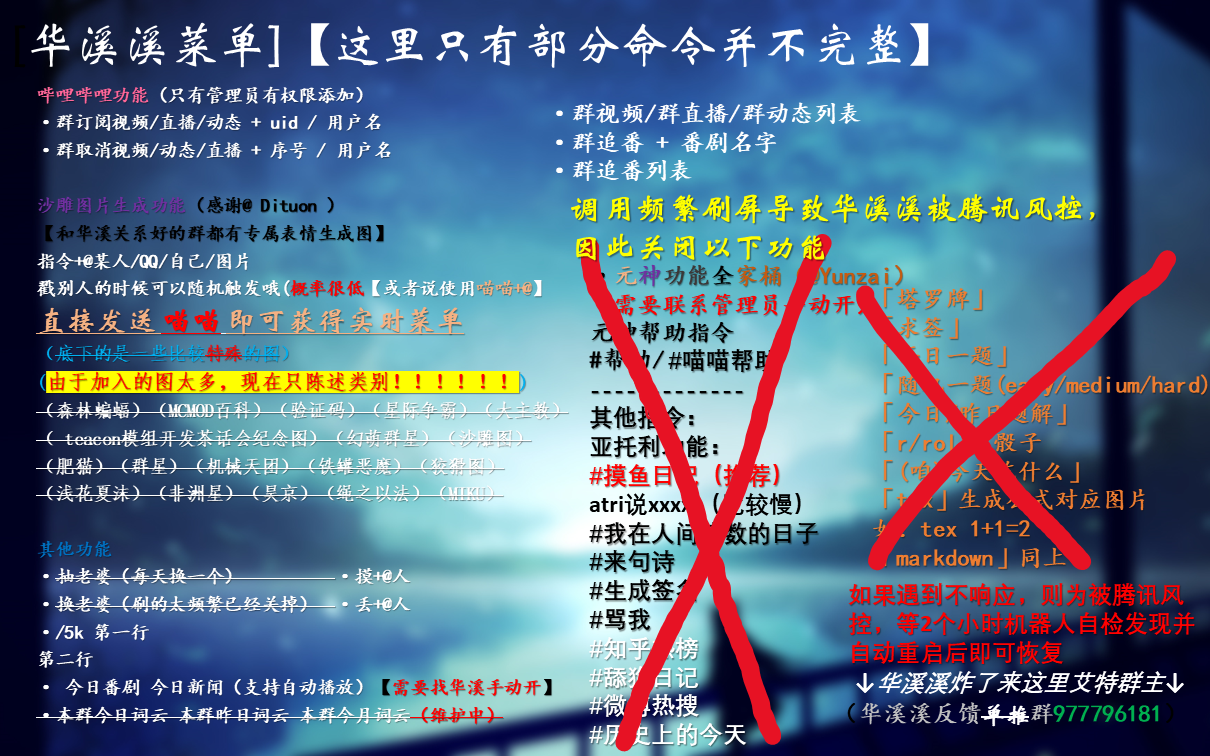 [华溪溪菜单]【这里只有部分命令并不完整】
哔哩哔哩功能（只有管理员有权限添加）
・群订阅视频/直播/动态 + uid / 用户名
・群取消视频/动态/直播 + 序号 / 用户名
沙雕图片生成功能（感谢@ Dituon ）
【和华溪关系好的群都有专属表情生成图】
指令+@某人/QQ/自己/图片
戳别人的时候可以随机触发哦(概率很低【或者说使用喵喵+@】
直接发送 喵喵 即可获得实时菜单
（底下的是一些比较特殊的图）
(由于加入的图太多，现在只陈述类别！！！！！！)
（森林蝙蝠）（MCMOD百科）（验证码）（星际争霸）（大主教）
（ teacon模组开发茶话会纪念图）（幻萌群星）（沙雕图）
（肥猫）（群星）（机械天团）（铁罐恶魔）（狡猾图）
（浅花夏沫）（非洲星）（吴京）（绳之以法）（MIKU）
其他功能
・抽老婆（每天换一个） ・摸+@人
・换老婆（刷的太频繁已经关掉） ・丢+@人
・/5k 第一行
第二行
・ 今日番剧 今日新闻（支持自动播放）【需要找华溪手动开】
・本群今日词云 本群昨日词云 本群今月词云（维护中）
・群视频/群直播/群动态列表
・群追番 + 番剧名字
・群追番列表
调用频繁刷屏导致华溪溪被腾讯风控，
因此关闭以下功能
・元神功能全家桶（@Yunzai）
需要联系管理员 动开
元 帮助指令
#帮助/#喵喵帮助
--------------
其他指令：
亚托利功能：
#摸鱼日记（推荐）
atri说xxxx（比较慢）
#我在人间 数的日子
#来句诗
#生成签名
#骂我
#知乎热榜
#舔狗日记
#微博热搜
#历史上的今天
「塔罗牌」
「求签」
「每日一题」
「随机一题(easy/medium/hard)
「今日/昨日题解」
「r/roll」骰子
「(咱)今天吃什么」
「tex」生成公式对应图片
如：tex 1+1=2
「markdown」同上
如果遇到不响应，则为被腾讯风
控，等2个小时机器人自检发现并
自动重启后即可恢复
↓华溪溪炸了来这里艾特群主↓
（华溪溪反馈单推群977796181）